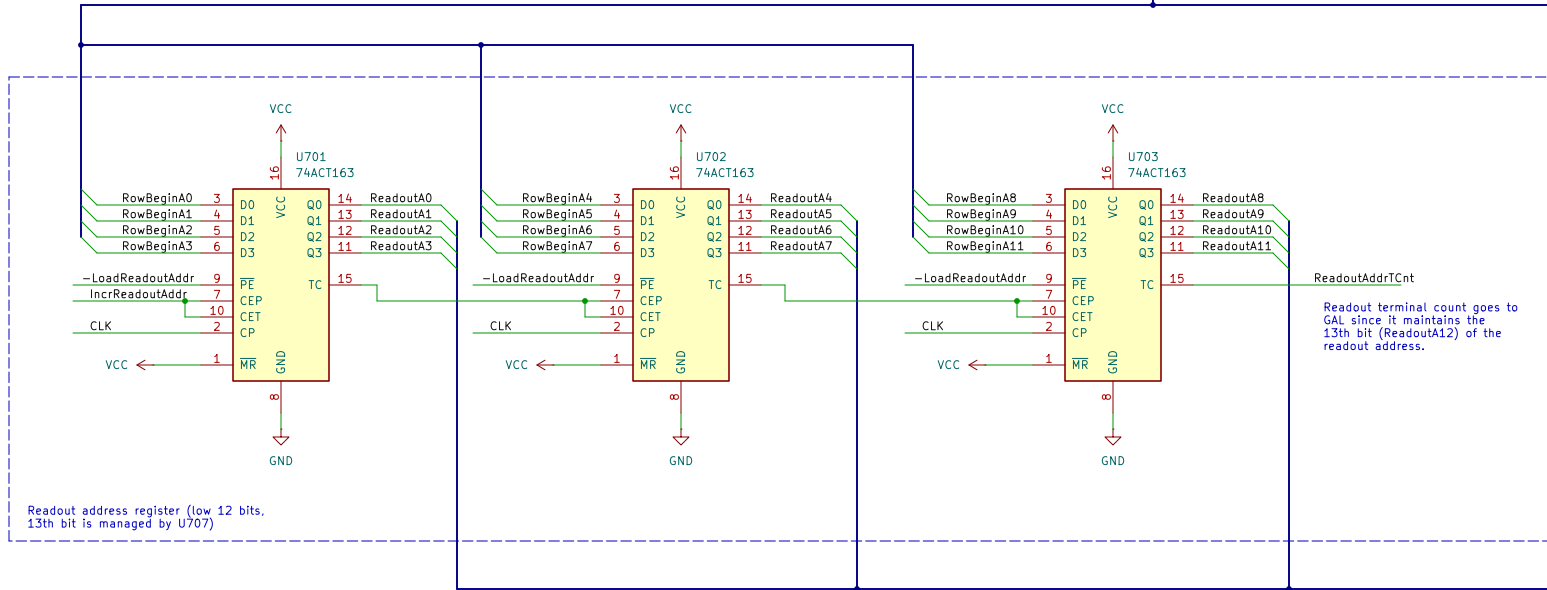 VCC
U701
74ACT163
16
VCC
RowBeginA0 3 D0 Q0 14 ReadoutA0
RowBeginA1 4 D1 Q1 13 ReadoutA1
RowBeginA2 5 D2 Q2 12 ReadoutA2
RowBeginA3 6 D3 Q3 11 ReadoutA3
-LoadReadoutAddr 9 PE TC 15
IncrReadoutAddr 7 CEP
10 CET
CLK 2 CP
VCC 1 MR
GND
8
GND
VCC
U702
74ACT163
16
VCC
RowBeginA4 3 D0 Q0 14 ReadoutA4
RowBeginA5 4 D1 Q1 13 ReadoutA5
RowBeginA6 5 D2 Q2 12 ReadoutA6
RowBeginA7 6 D3 Q3 11 ReadoutA7
-LoadReadoutAddr 9 PE TC 15
7 CEP
10 CET
CLK 2 CP
VCC 1 MR
GND
8
GND
VCC
U703
74ACT163
16
VCC
RowBeginA8 3 D0 Q0 14 ReadoutA8
RowBeginA9 4 D1 Q1 13 ReadoutA9
RowBeginA10 5 D2 Q2 12 ReadoutA10
RowBeginA11 6 D3 Q3 11 ReadoutA11
-LoadReadoutAddr 9 PE TC 15 ReadoutAddrTCnt
7 CEP
10 CET
CLK 2 CP
VCC 1 MR
GND
8
GND
Readout terminal count goes to
GAL since it maintains the
13th bit (ReadoutA12) of the
readout address.
Readout address register (low 12 bits,
13th bit is managed by U707)